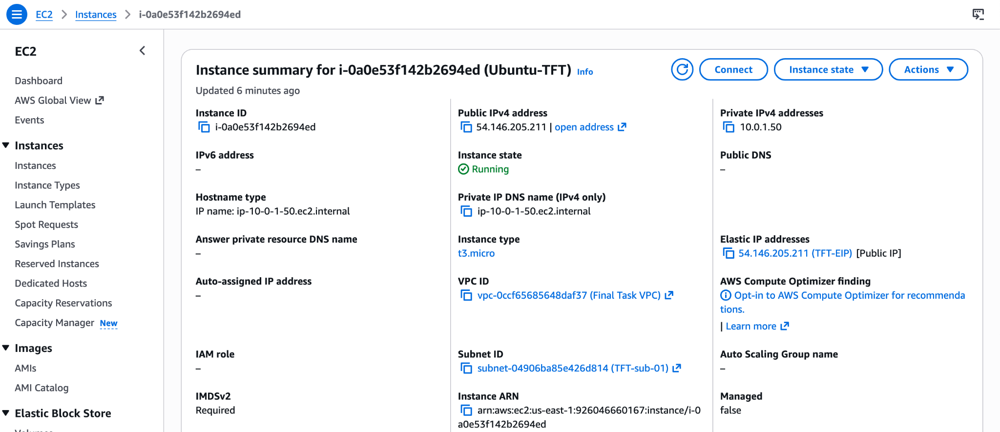 EC2 > Instances > i-0a0e53f142b2694ed
EC2
Dashboard
AWS Global View
Events
Instances
Instances
Instance Types
Launch Templates
Spot Requests
Savings Plans
Reserved Instances
Dedicated Hosts
Capacity Reservations
Capacity Manager New
Images
AMIs
AMI Catalog
Elastic Block Store
Instance summary for i-0a0e53f142b2694ed (Ubuntu-TFT) Info
Connect
Instance state
Actions
Updated 6 minutes ago
Instance ID
i-0a0e53f142b2694ed
Public IPv4 address
54.146.205.211 | open address
Private IPv4 addresses
10.0.1.50
IPv6 address
–
Instance state
Running
Public DNS
–
Hostname type
IP name: ip-10-0-1-50.ec2.internal
Private IP DNS name (IPv4 only)
ip-10-0-1-50.ec2.internal
Answer private resource DNS name
–
Instance type
t3.micro
Elastic IP addresses
54.146.205.211 (TFT-EIP) [Public IP]
Auto-assigned IP address
–
VPC ID
vpc-0ccf65685648daf37 (Final Task VPC)
AWS Compute Optimizer finding
Opt-in to AWS Compute Optimizer for recommenda
tions.
| Learn more
IAM role
–
Subnet ID
subnet-04906ba85e426d814 (TFT-sub-01)
Auto Scaling Group name
–
IMDSv2
Required
Instance ARN
arn:aws:ec2:us-east-1:926046660167:instance/i-0
a0e53f142b2694ed
Managed
false